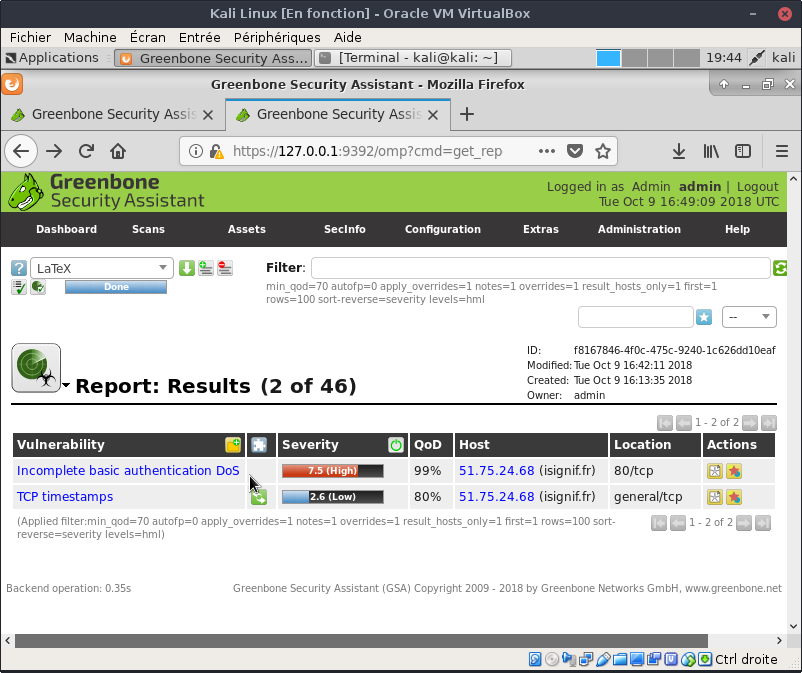 Kali Linux [En fonction] - Oracle VM VirtualBox
Fichier Machine Écran Entrée Périphériques Aide
Applications Greenbone Security Ass... [Terminal - kali@kali: ~] 19:44 kali
Greenbone Security Assistant - Mozilla Firefox
Greenbone Security Assis Greenbone Security Assis
https://127.0.0.1:9392/omp?cmd=get_rep
Greenbone
Security Assistant
Logged in as Admin admin | Logout
Tue Oct 9 16:49:09 2018 UTC
Dashboard Scans Assets SecInfo Configuration Extras Administration Help
LaTeX
Done
Filter:
min_qod=70 autofp=0 apply_overrides=1 notes=1 overrides=1 result_hosts_only=1 first=1
rows=100 sort-reverse=severity levels=hml
--
Report: Results (2 of 46)
ID: f8167846-4f0c-475c-9240-1c626dd10eaf
Modified: Tue Oct 9 16:42:11 2018
Created: Tue Oct 9 16:13:35 2018
Owner: admin
1 - 2 of 2
Vulnerability Severity QoD Host Location Actions
Incomplete basic authentication DoS 7.5 (High) 99% 51.75.24.68 (isignif.fr) 80/tcp
TCP timestamps 2.6 (Low) 80% 51.75.24.68 (isignif.fr) general/tcp
(Applied filter:min_qod=70 autofp=0 apply_overrides=1 notes=1 overrides=1 result_hosts_only=1 first=1 rows=100 sort-
reverse=severity levels=hml)
1 - 2 of 2
Backend operation: 0.35s Greenbone Security Assistant (GSA) Copyright 2009 - 2018 by Greenbone Networks GmbH, www.greenbone.net
Ctrl droite